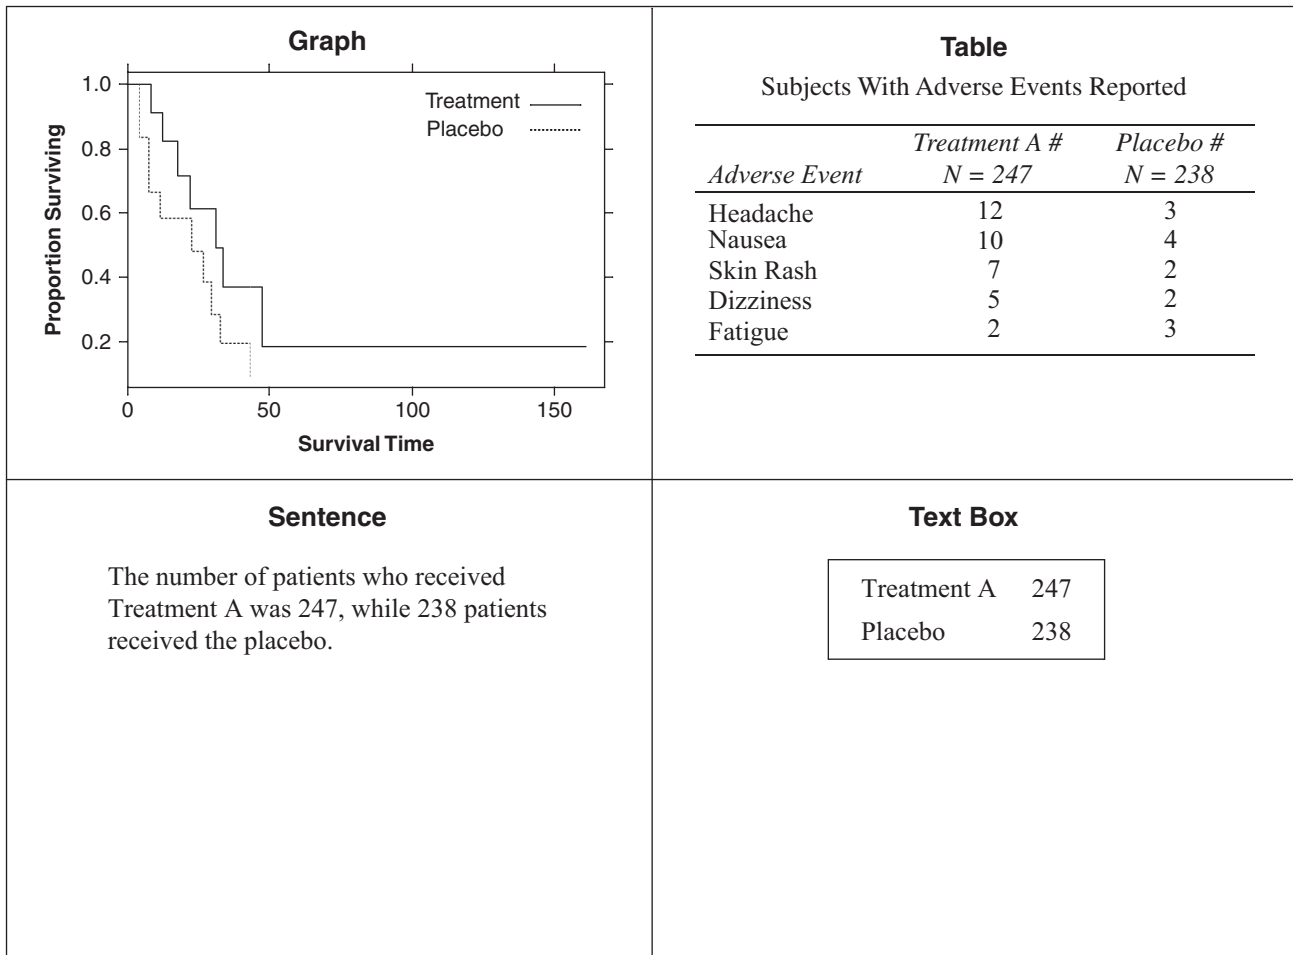 Graph
Treatment
Placebo
1.0
0.8
0.6
0.4
0.2
Proportion Surviving
0 50 100 150
Survival Time
Table
Subjects With Adverse Events Reported
Treatment A # Placebo #
Adverse Event N = 247 N = 238
Headache 12 3
Nausea 10 4
Skin Rash 7 2
Dizziness 5 2
Fatigue 2 3
Sentence
The number of patients who received
Treatment A was 247, while 238 patients
received the placebo.
Text Box
Treatment A 247
Placebo 238